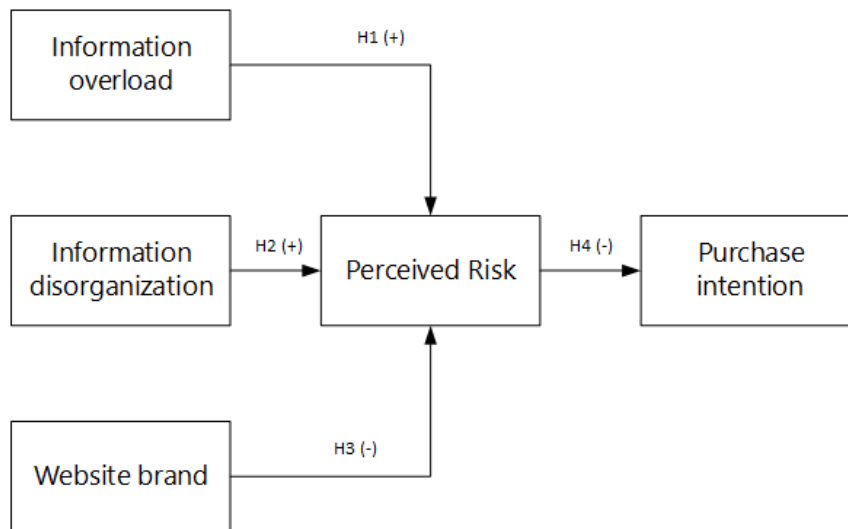 Information
overload
H1 (+)
Information
disorganization
H2 (+)
Perceived Risk
H4 (-)
Purchase
intention
Website brand
H3 (-)